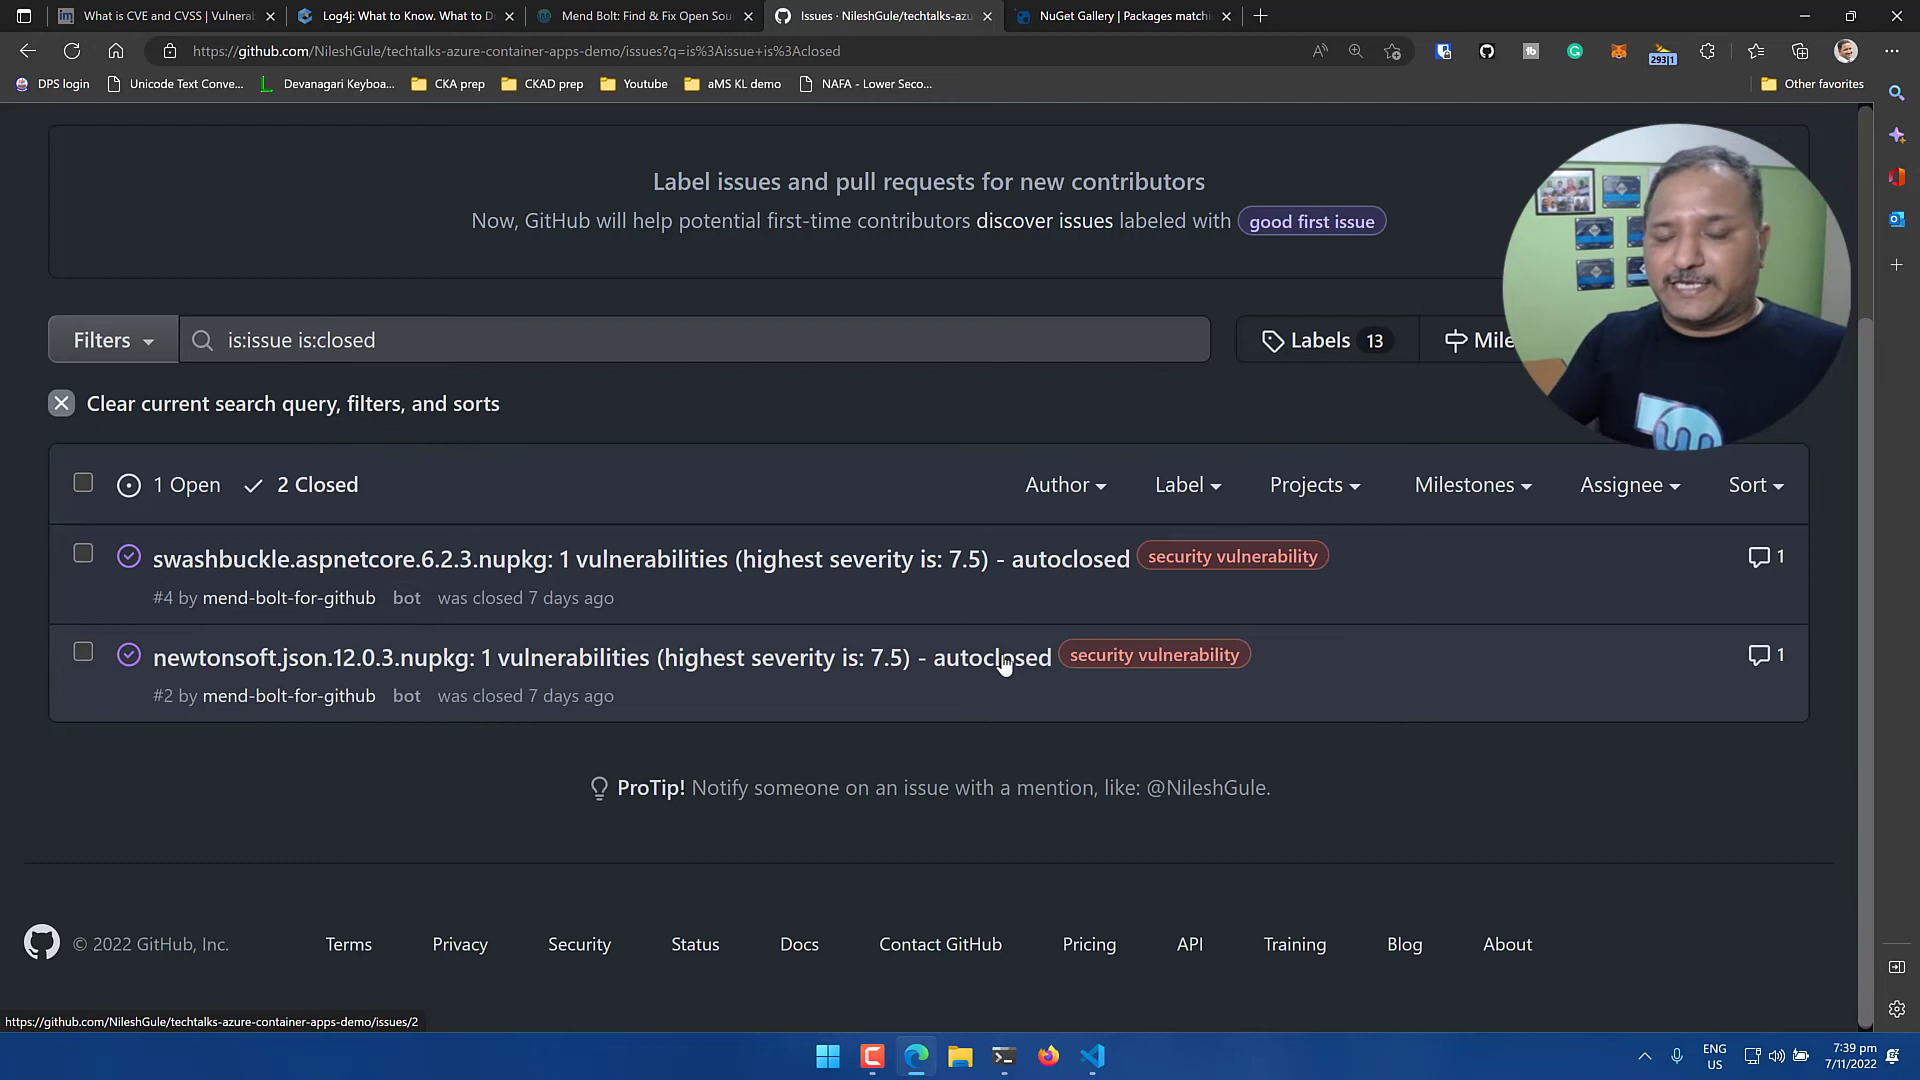 What is CVE and CVSS | Vulnera
Log4j: What to Know. What to D
Mend Bolt: Find & Fix Open Sou
Issues · NileshGule/techtalks-azu
NuGet Gallery | Packages matchi
https://github.com/NileshGule/techtalks-azure-container-apps-demo/issues?q=is%3Aissue+is%3Aclosed
293|1
DPS login
Unicode Text Conve...
Devanagari Keyboa...
CKA prep
CKAD prep
Youtube
aMS KL demo
NAFA - Lower Seco...
Other favorites
Label issues and pull requests for new contributors
Now, GitHub will help potential first-time contributors discover issues labeled with good first issue
Filters
is:issue is:closed
Labels 13
Mile
Clear current search query, filters, and sorts
1 Open
2 Closed
Author
Label
Projects
Milestones
Assignee
Sort
swashbuckle.aspnetcore.6.2.3.nupkg: 1 vulnerabilities (highest severity is: 7.5) - autoclosed security vulnerability
1
#4 by mend-bolt-for-github bot was closed 7 days ago
newtonsoft.json.12.0.3.nupkg: 1 vulnerabilities (highest severity is: 7.5) - autoclosed security vulnerability
1
#2 by mend-bolt-for-github bot was closed 7 days ago
ProTip! Notify someone on an issue with a mention, like: @NileshGule.
© 2022 GitHub, Inc.
Terms
Privacy
Security
Status
Docs
Contact GitHub
Pricing
API
Training
Blog
About
https://github.com/NileshGule/techtalks-azure-container-apps-demo/issues/2
ENG
US
7:39 pm
7/11/2022